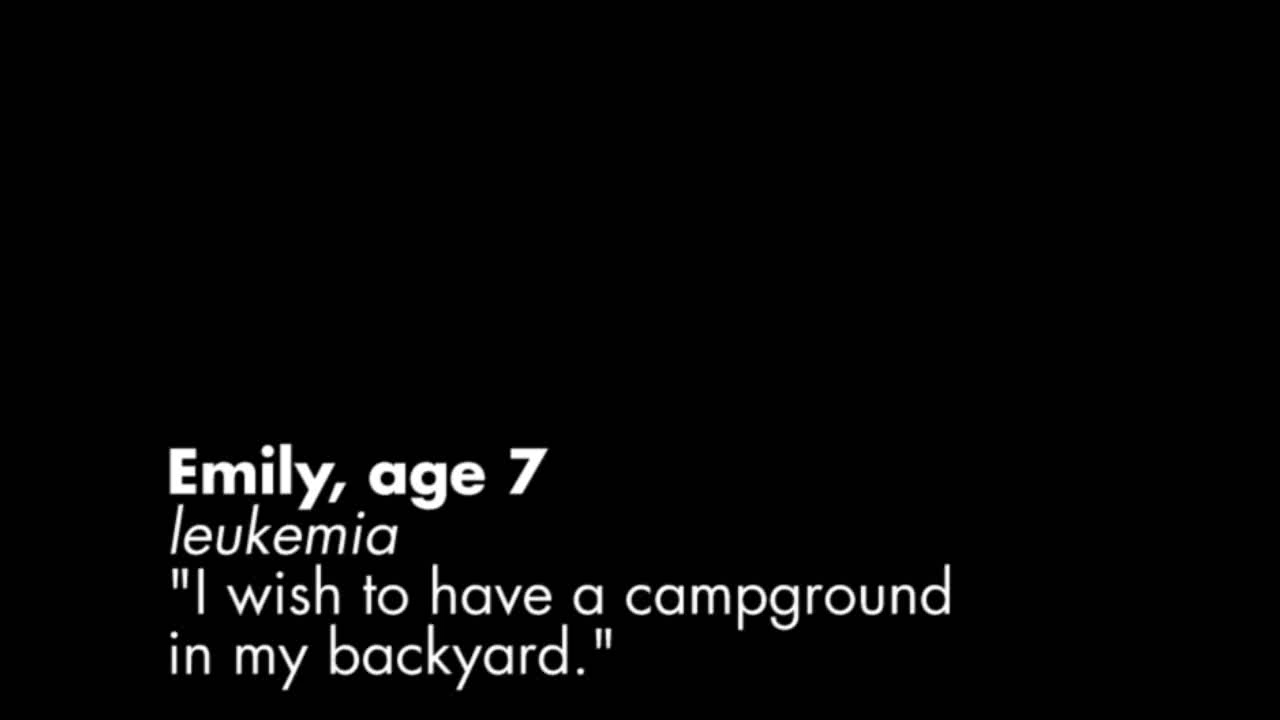 Emily, age 7
leukemia
"I wish to have a campground
in my backyard."